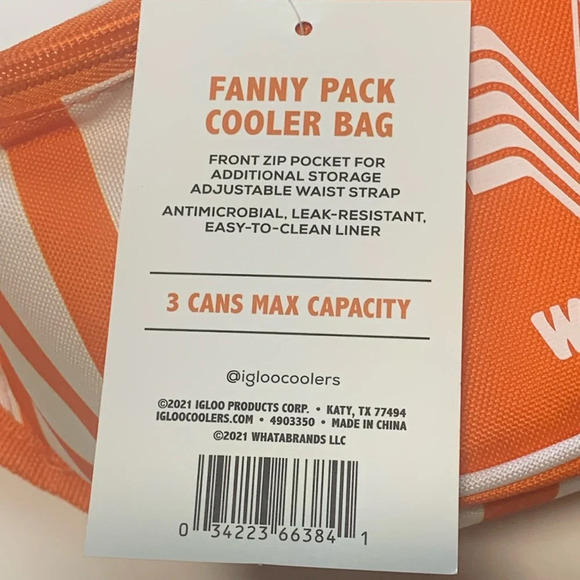 FANNY PACK
COOLER BAG
FRONT ZIP POCKET FOR
ADDITIONAL STORAGE
ADJUSTABLE WAIST STRAP
ANTIMICROBIAL, LEAK-RESISTANT,
EASY-TO-CLEAN LINER
3 CANS MAX CAPACITY
@igloocoolers
©2021 IGLOO PRODUCTS CORP. • KATY, TX 77494
IGLOOCOOLERS.COM • 4903350 • MADE IN CHINA
©2021 WHATABRANDS LLC
0 34223 66384 1
W